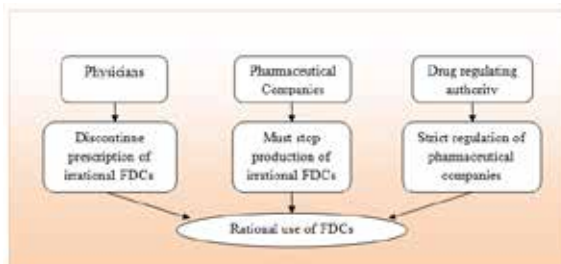 Physicians
Pharmaceutical
Companies
Drug regulating
authority
Discontinue
prescription of
irrational FDCs
Must stop
production of
irrational FDCs
Strict regulation of
pharmaceutical
companies
Rational use of FDCs